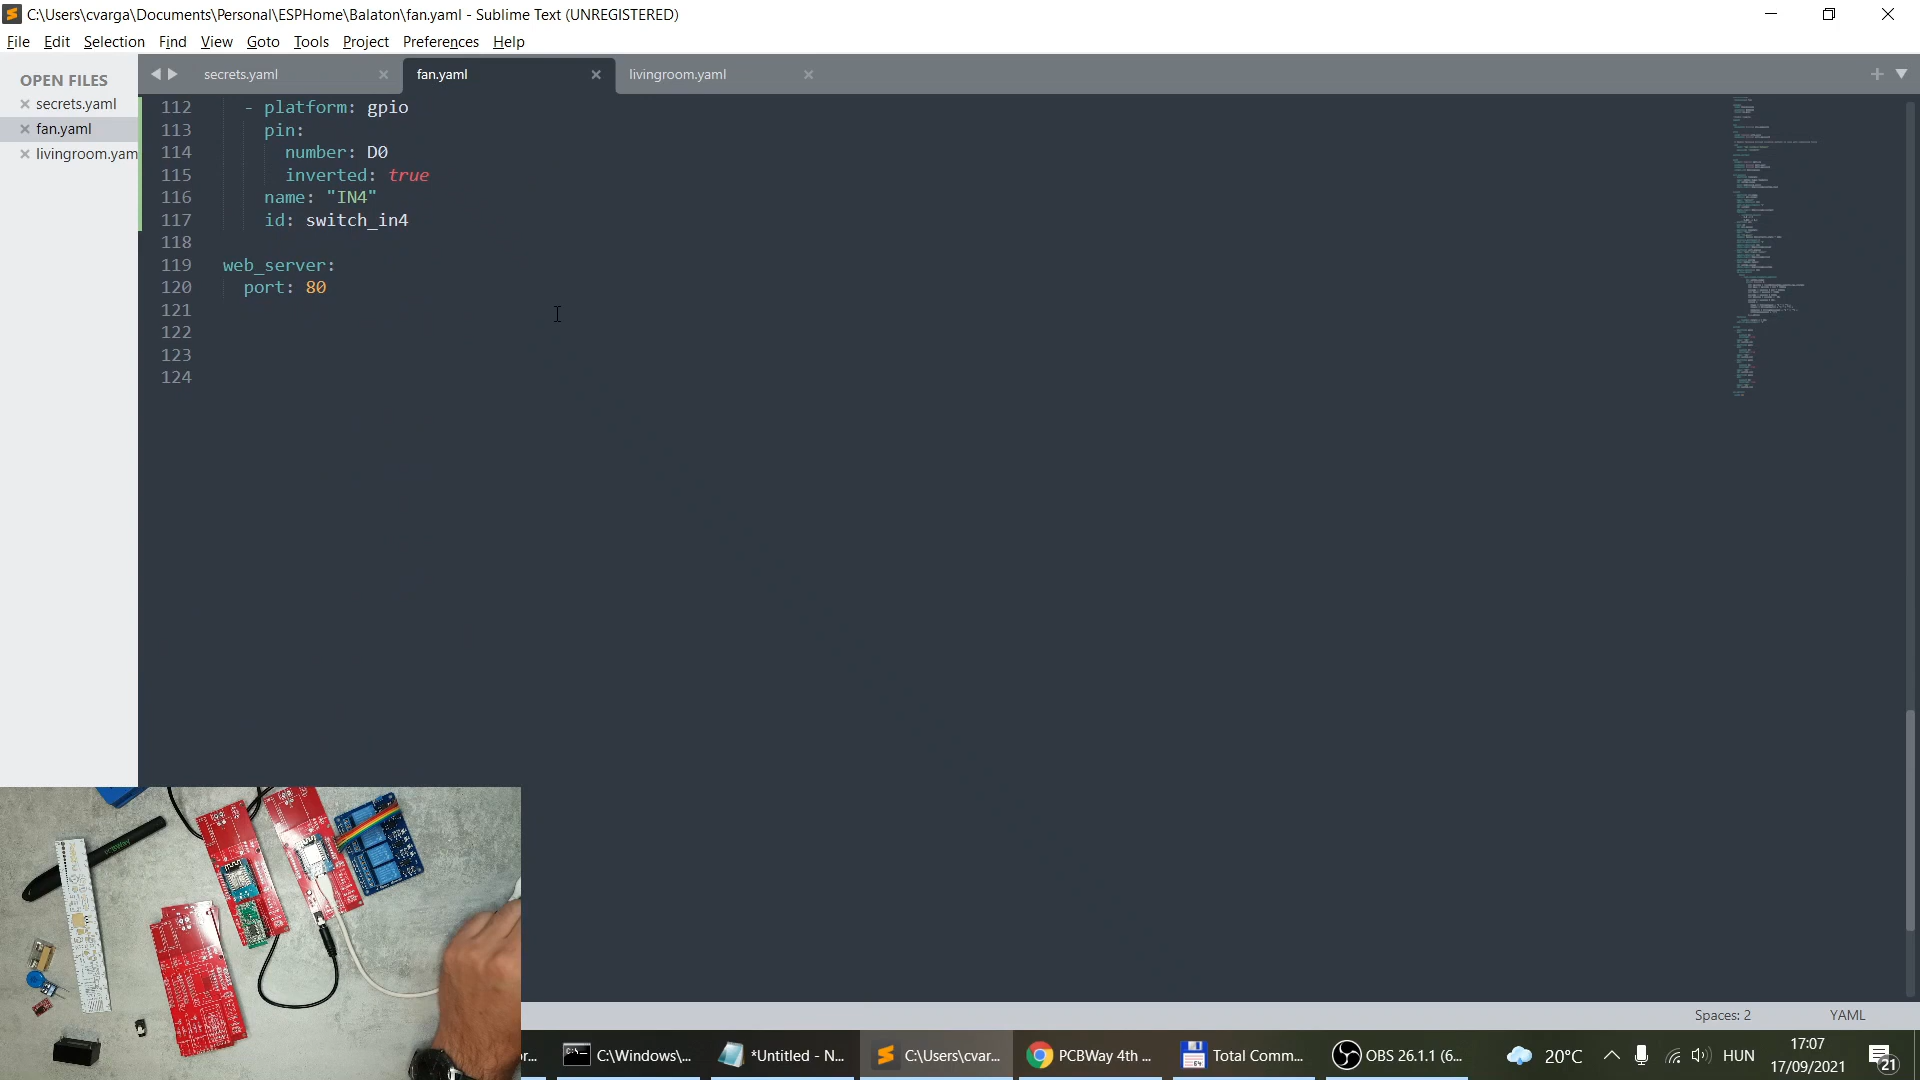 C:\Users\cvarga\Documents\Personal\ESPHome\Balaton\fan.yaml - Sublime Text (UNREGISTERED)
File Edit Selection Find View Goto Tools Project Preferences Help
OPEN FILES
secrets.yaml
fan.yaml
livingroom.yam
secrets.yaml
fan.yaml
livingroom.yaml
112 - platform: gpio
113 pin:
114 number: D0
115 inverted: true
116 name: "IN4"
117 id: switch_in4
118
119 web_server:
120 port: 80
121
122
123
124
Spaces: 2 YAML
r...
C:\Windows\...
*Untitled - N...
C:\Users\cvar...
PCBWay 4th ...
Total Comm...
OBS 26.1.1 (6...
20°C
HUN
17:07
17/09/2021
21